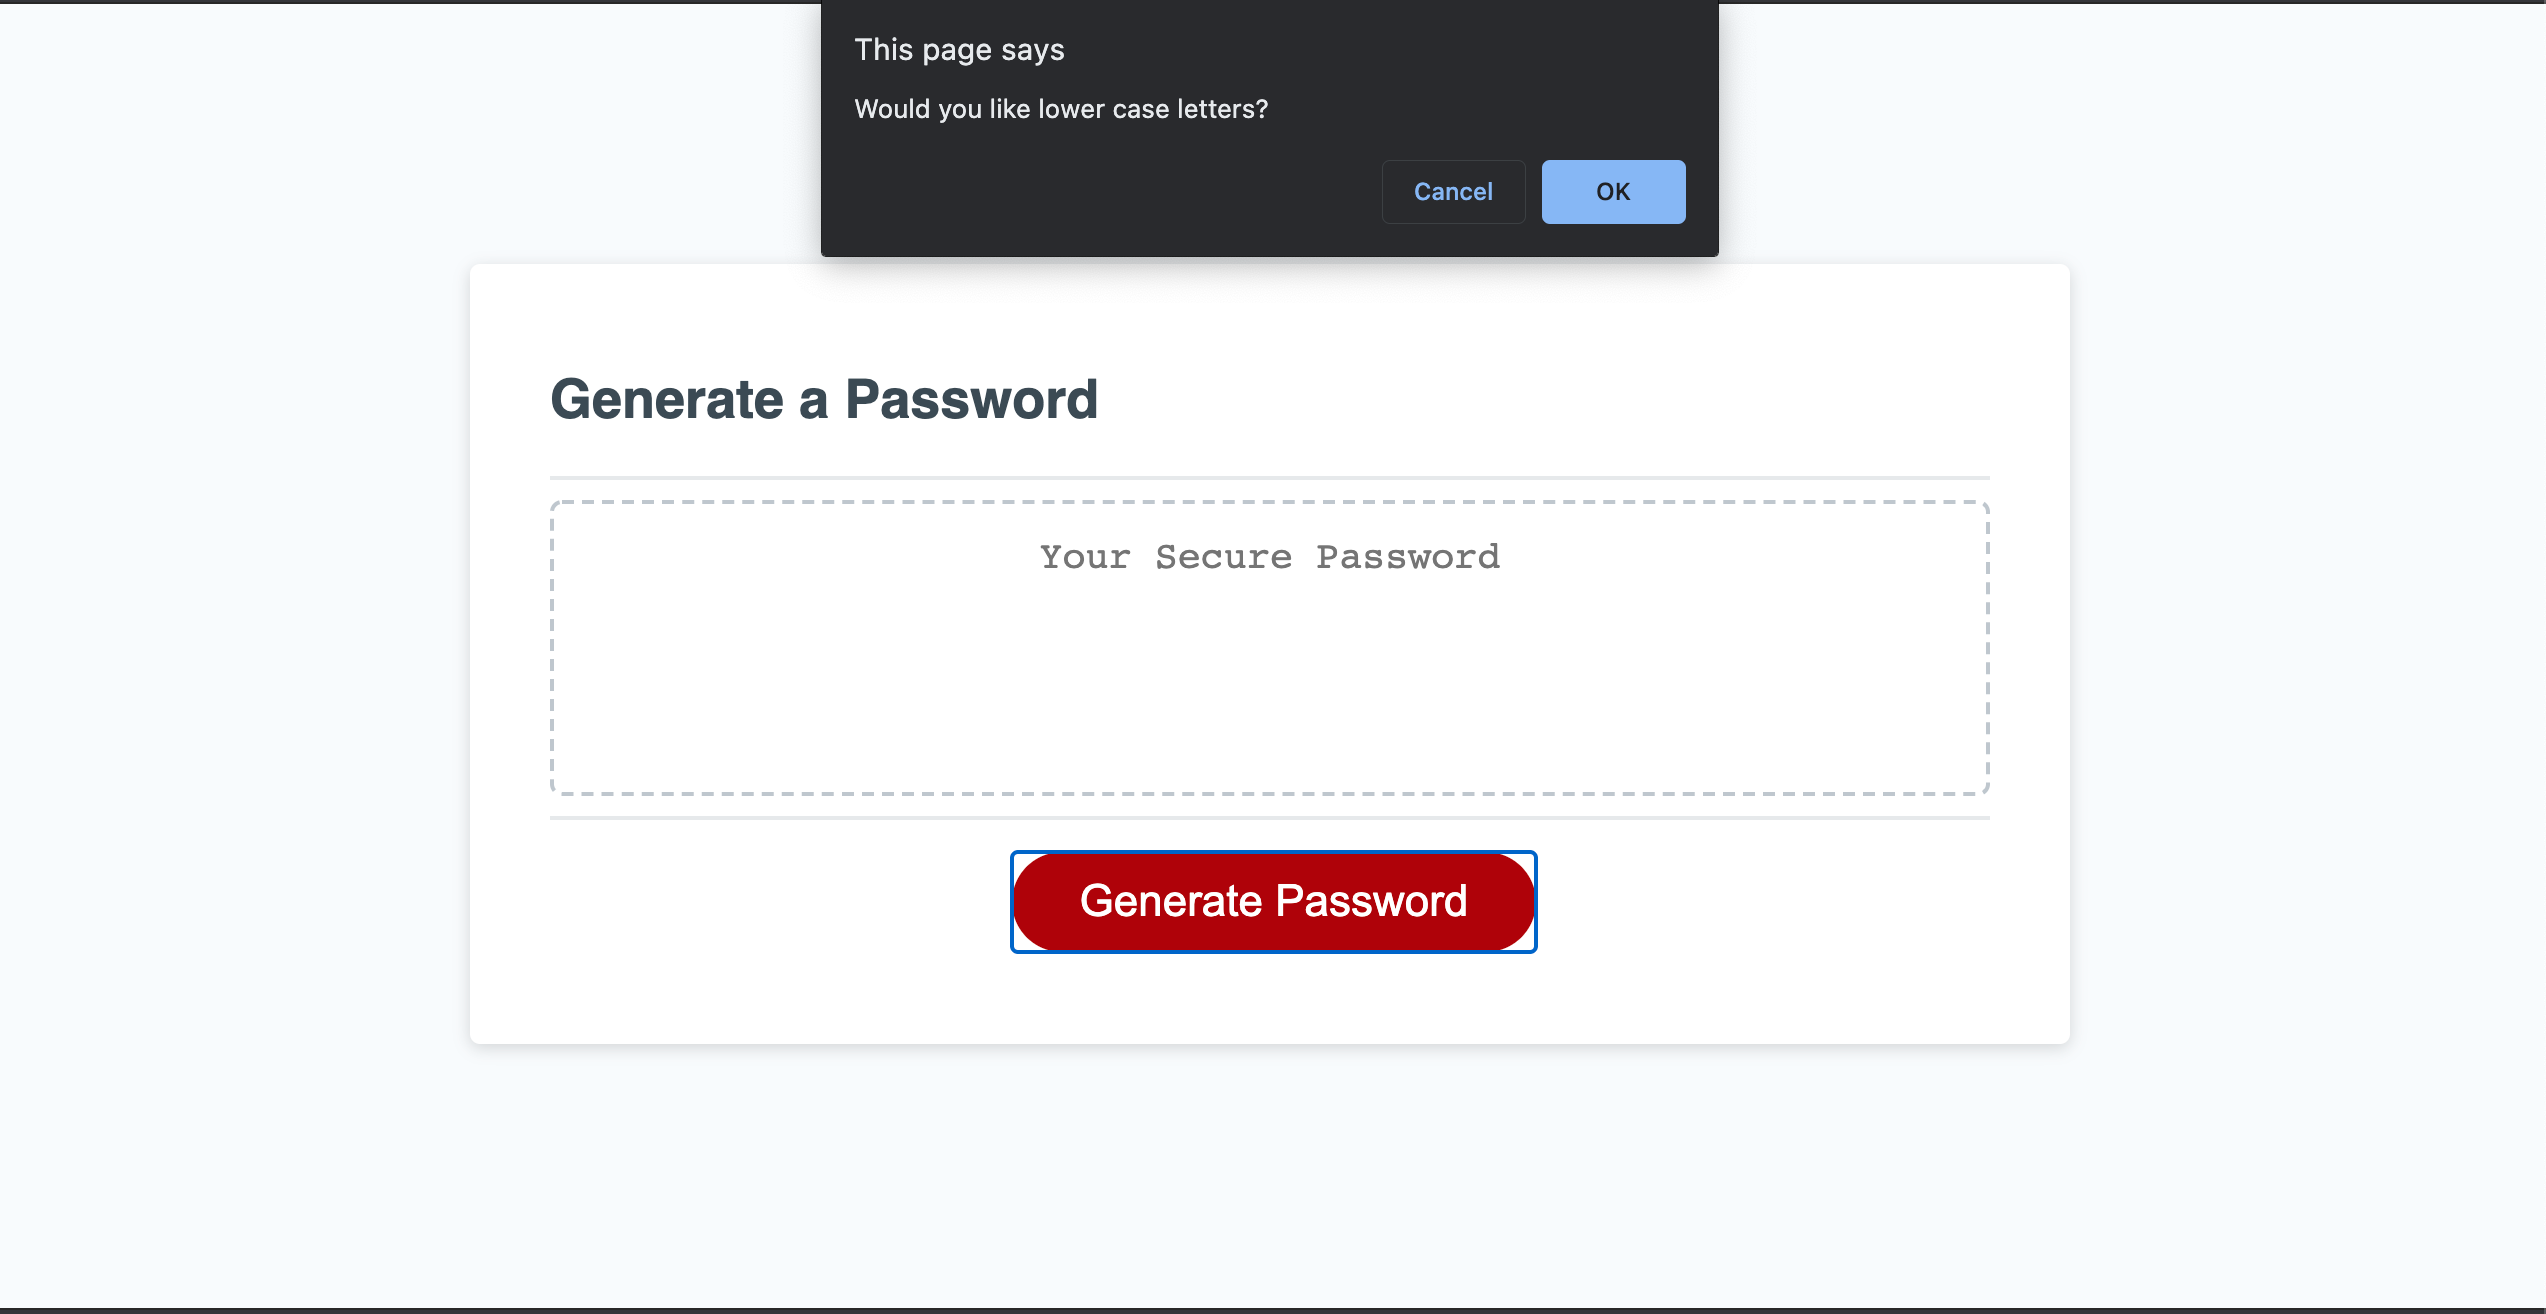 This page says
Would you like lower case letters?
Cancel
OK
Generate a Password
Your Secure Password
Generate Password